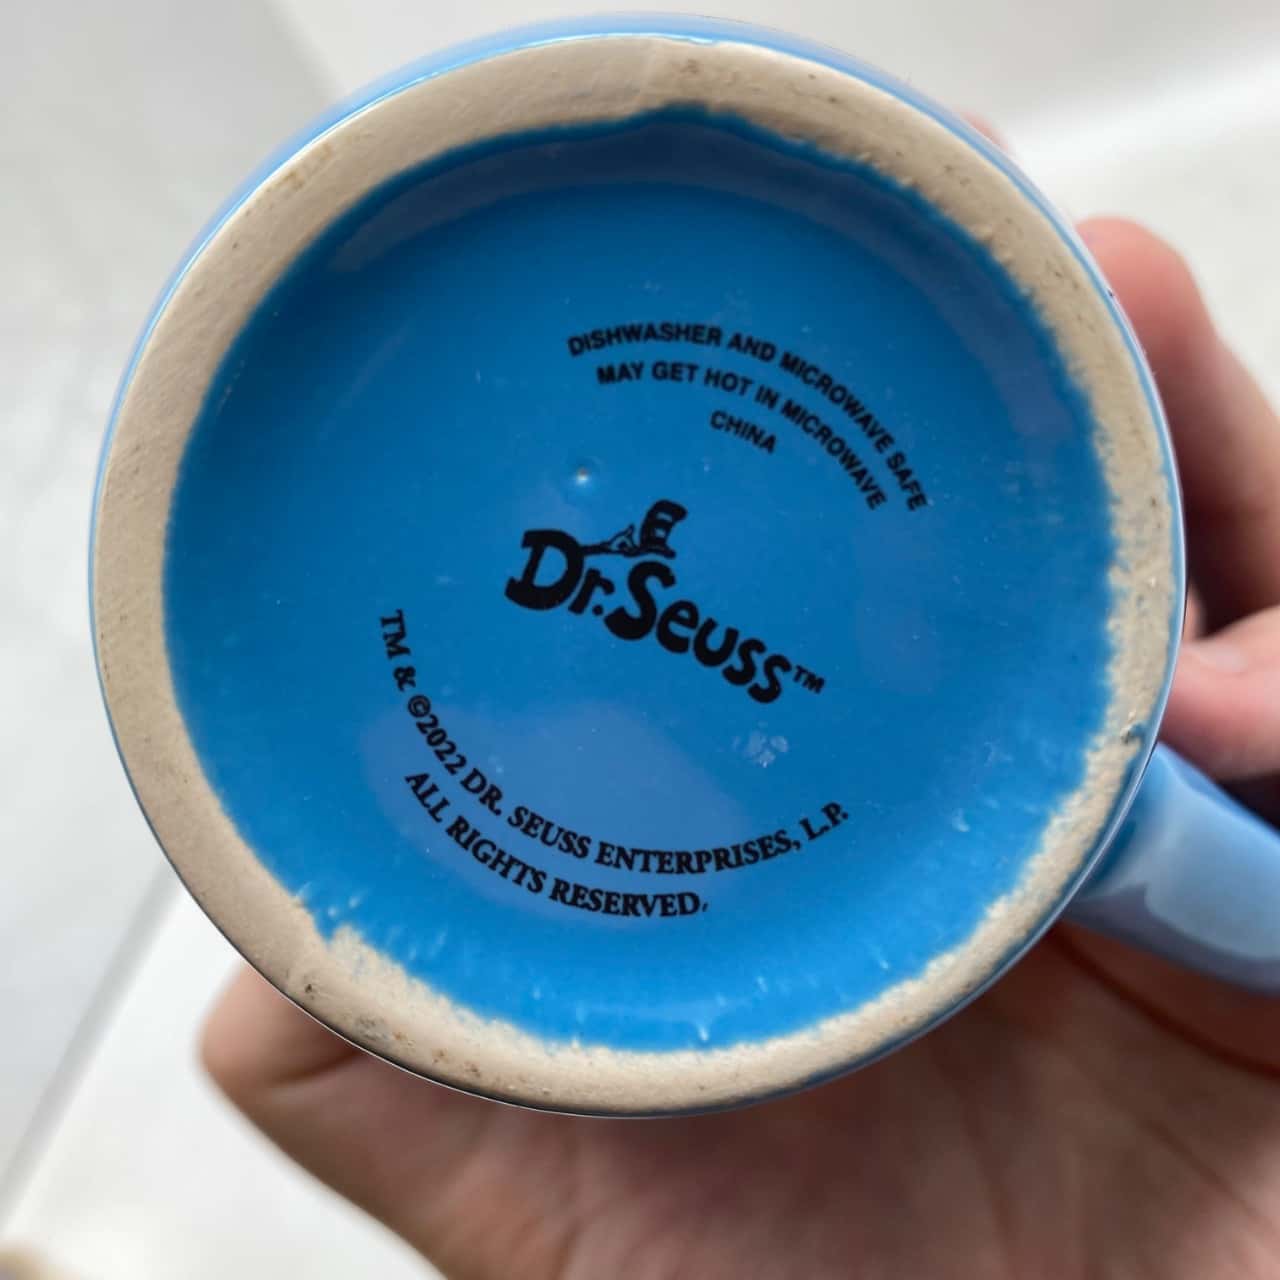 DISHWASHER AND MICROWAVE SAFE
MAY GET HOT IN MICROWAVE
CHINA
Dr. Seuss™
TM & ©2022 DR. SEUSS ENTERPRISES, L.P.
ALL RIGHTS RESERVED.